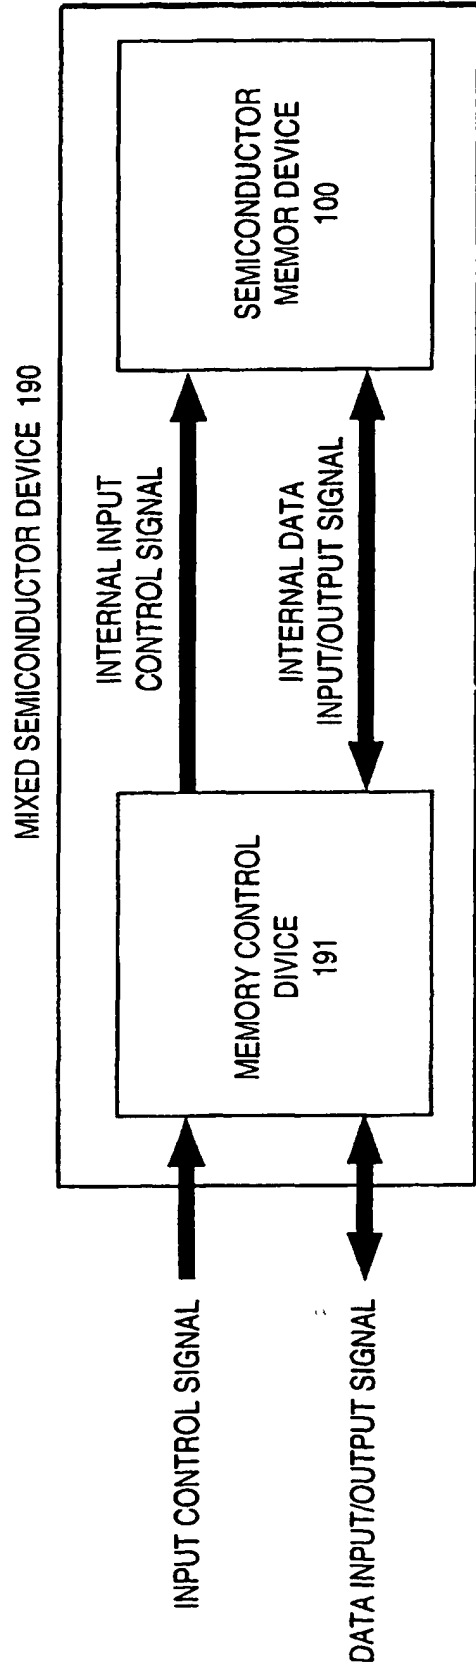 MIXED SEMICONDUCTOR DEVICE 190
INPUT CONTROL SIGNAL
DATA INPUT/OUTPUT SIGNAL
MEMORY CONTROL
DIVICE
191
INTERNAL INPUT
CONTROL SIGNAL
INTERNAL DATA
INPUT/OUTPUT SIGNAL
SEMICONDUCTOR
MEMOR DEVICE
100